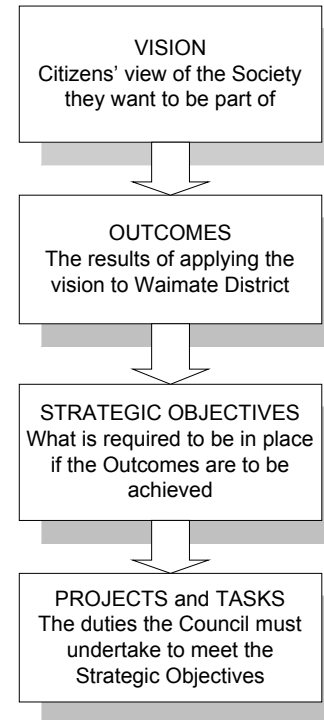 VISION
Citizens’ view of the Society
they want to be part of
OUTCOMES
The results of applying the
vision to Waimate District
STRATEGIC OBJECTIVES
What is required to be in place
if the Outcomes are to be
achieved
PROJECTS and TASKS
The duties the Council must
undertake to meet the
Strategic Objectives